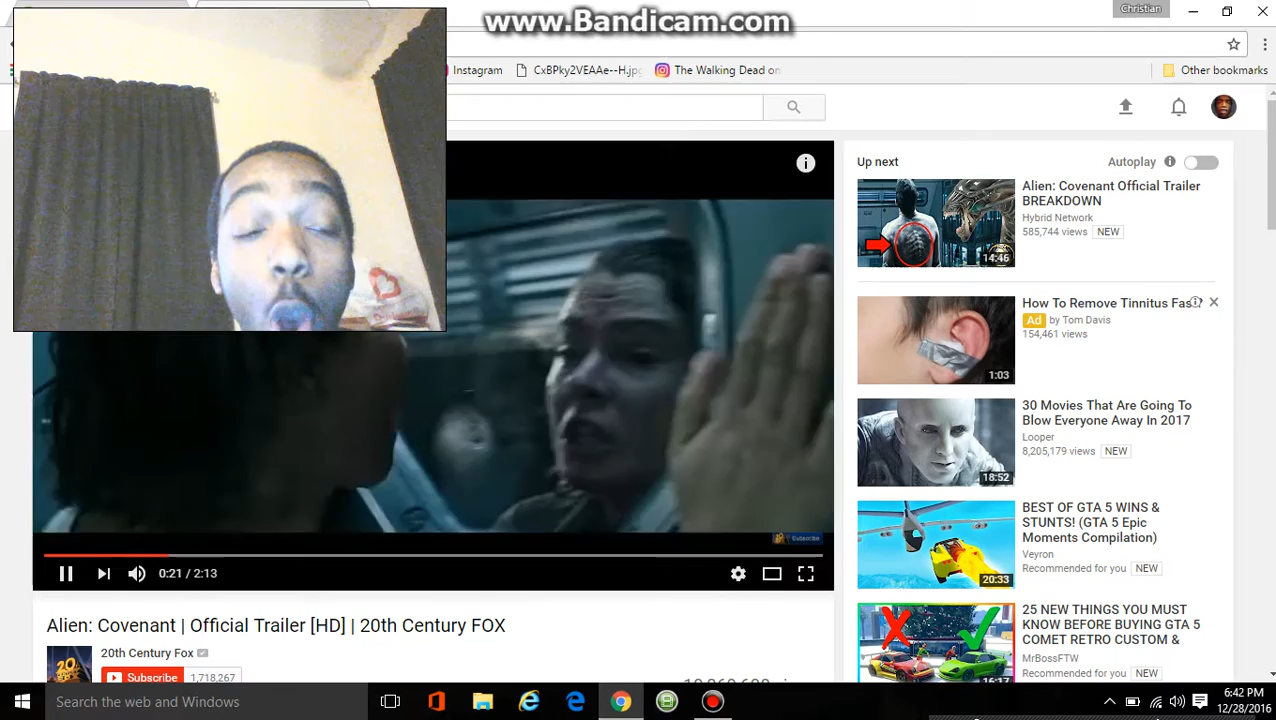 www.Bandicam.com
Christian
Instagram
CxBPky2VEAAe--H.jpg
The Walking Dead on
Other bookmarks
Up next
Autoplay
Alien: Covenant Official Trailer
BREAKDOWN
Hybrid Network
585,744 views NEW
14:46
How To Remove Tinnitus Fast?
Ad by Tom Davis
154,461 views
1:03
30 Movies That Are Going To
Blow Everyone Away In 2017
Looper
8,205,179 views NEW
18:52
BEST OF GTA 5 WINS &
STUNTS! (GTA 5 Epic
Moments Compilation)
Veyron
Recommended for you NEW
20:33
25 NEW THINGS YOU MUST
KNOW BEFORE BUYING GTA 5
COMET RETRO CUSTOM &
MrBossFTW
Recommended for you NEW
16:17
Subscribe
0:21 / 2:13
Alien: Covenant | Official Trailer [HD] | 20th Century FOX
20th Century Fox
Subscribe 1,718,267
Search the web and Windows
6:42 PM
12/28/2016